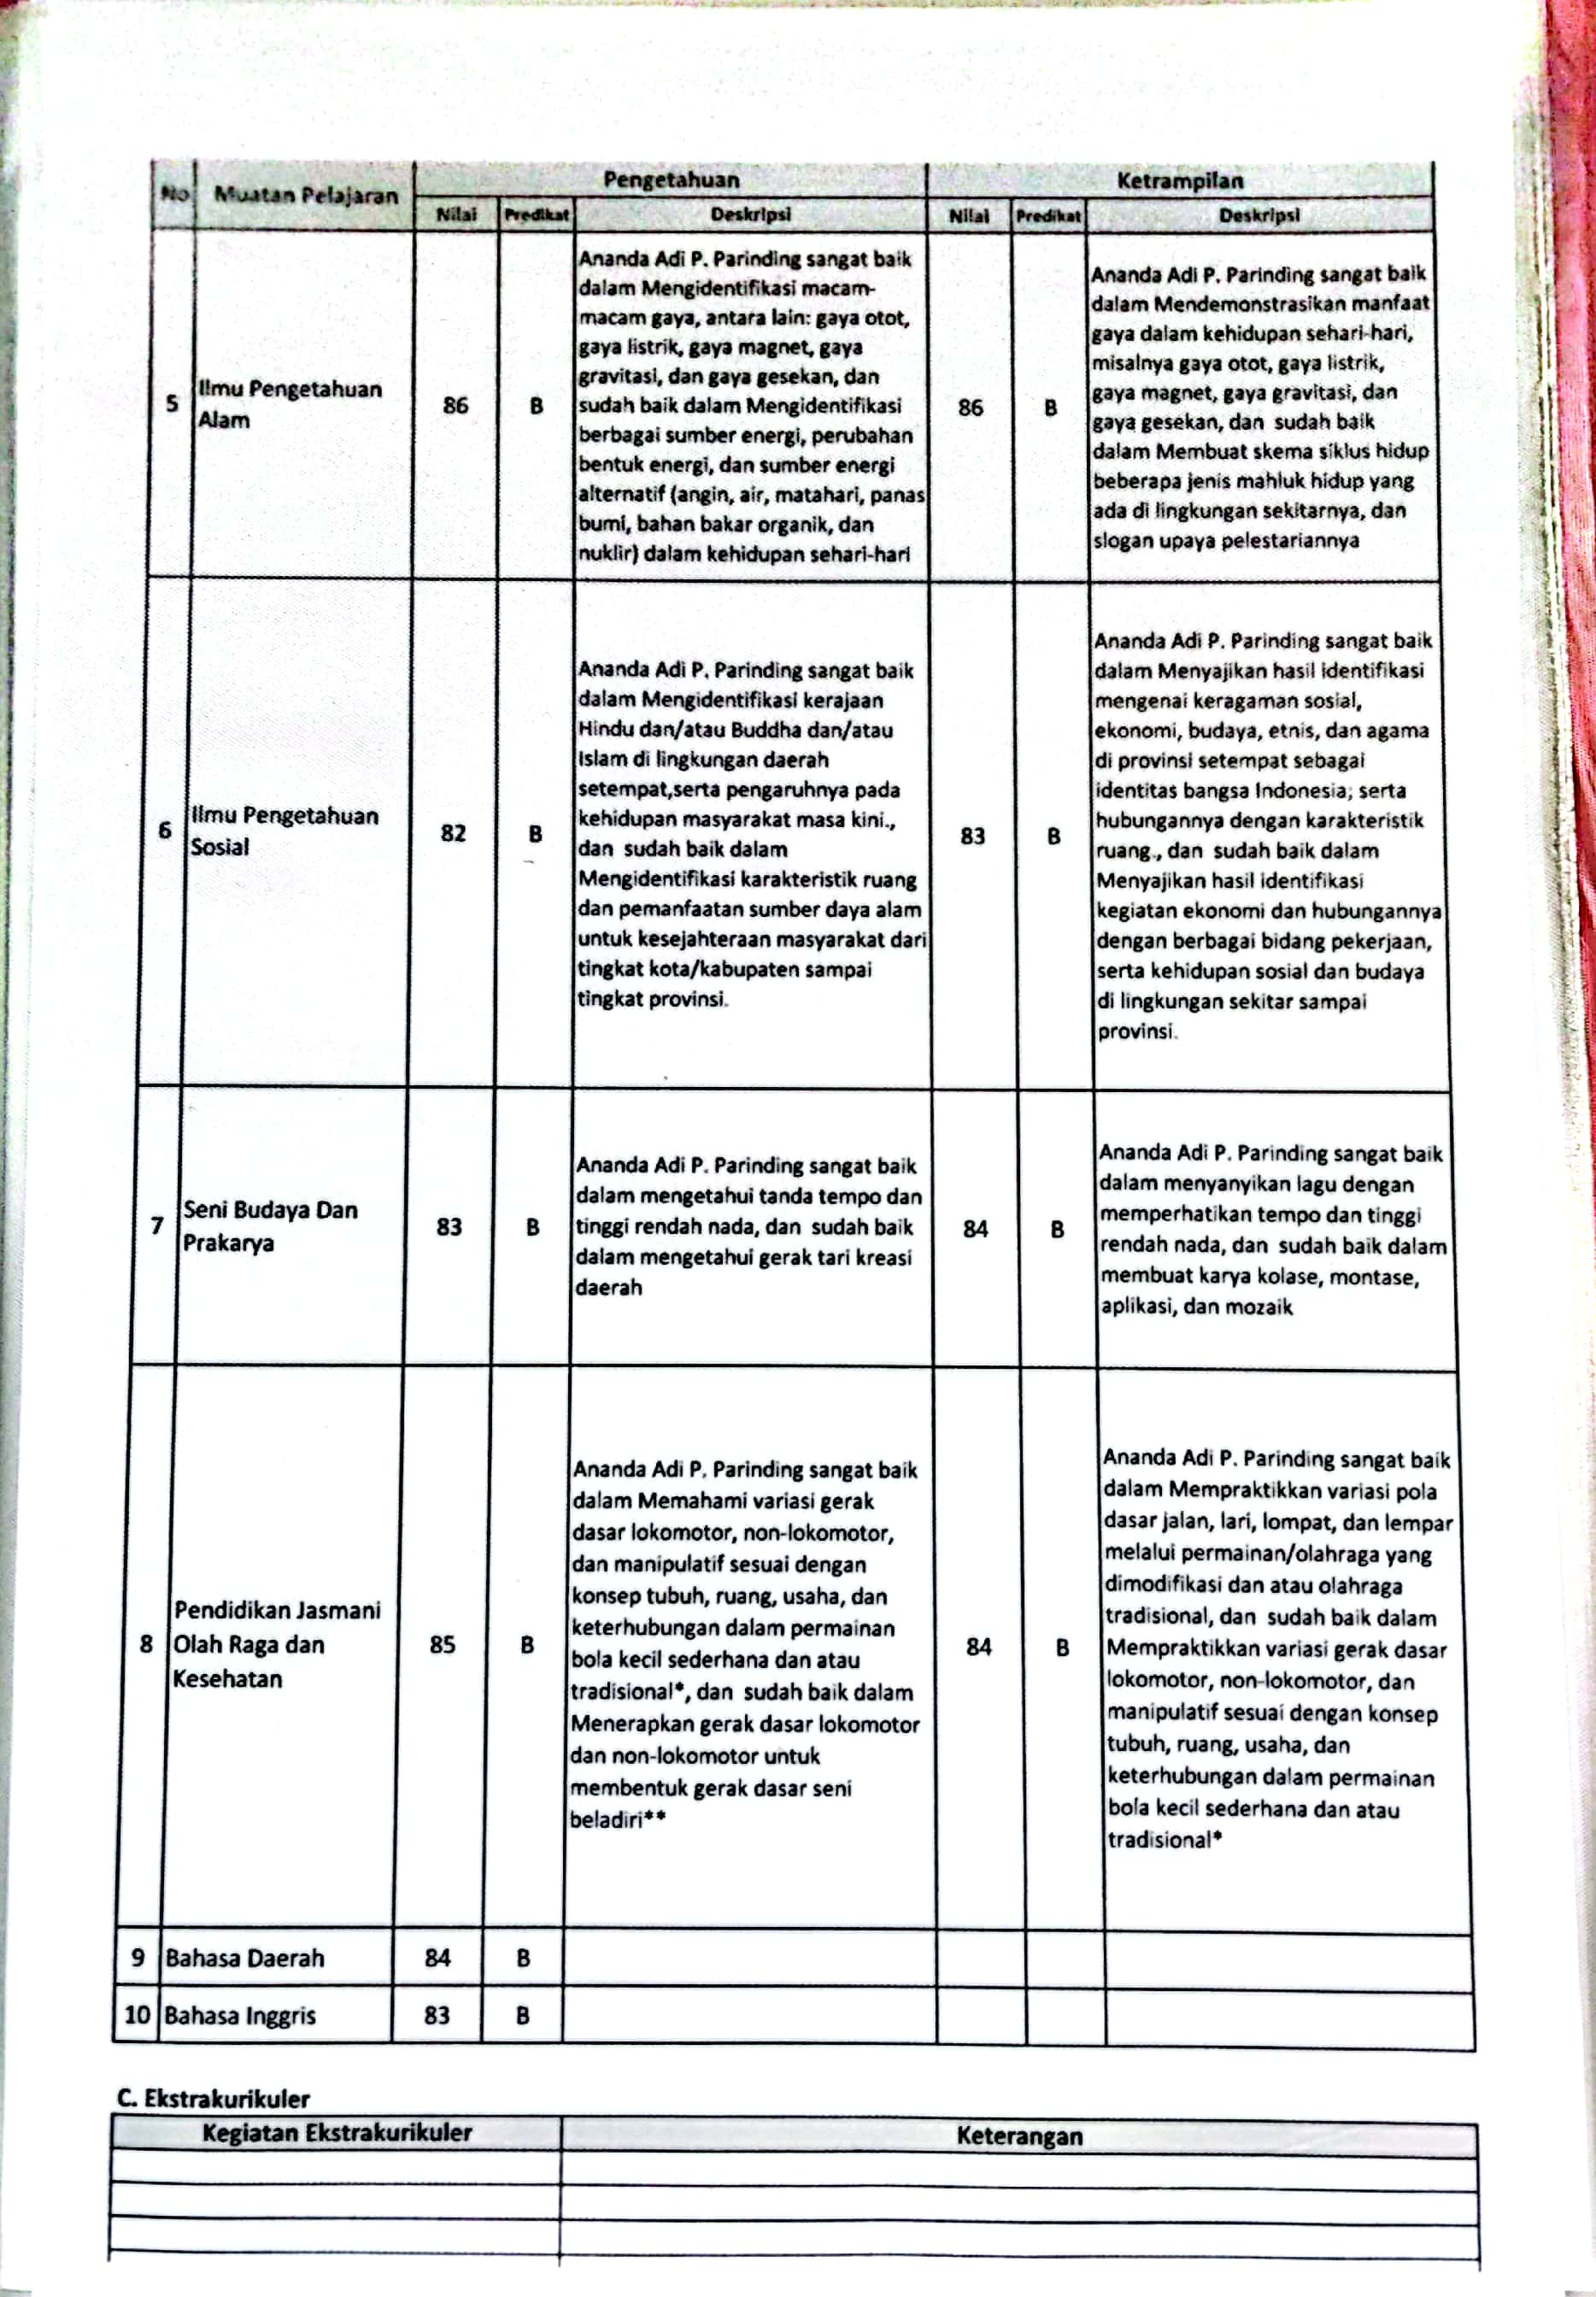 No Muatan Pelajaran Pengetahuan Ketrampilan
Nilai Predikat Deskripsi Nilai Predikat Deskripsi
5 Ilmu Pengetahuan
Alam
86 B
Ananda Adi P. Parinding sangat baik
dalam Mengidentifikasi macam-
macam gaya, antara lain: gaya otot,
gaya listrik, gaya magnet, gaya
gravitasi, dan gaya gesekan, dan
sudah baik dalam Mengidentifikasi
berbagai sumber energi, perubahan
bentuk energi, dan sumber energi
alternatif (angin, air, matahari, panas
bumi, bahan bakar organik, dan
nuklir) dalam kehidupan sehari-hari
86 B
Ananda Adi P. Parinding sangat baik
dalam Mendemonstrasikan manfaat
gaya dalam kehidupan sehari-hari,
misalnya gaya otot, gaya listrik,
gaya magnet, gaya gravitasi, dan
gaya gesekan, dan sudah baik
dalam Membuat skema siklus hidup
beberapa jenis mahluk hidup yang
ada di lingkungan sekitarnya, dan
slogan upaya pelestariannya
6 Ilmu Pengetahuan
Sosial
82 B
Ananda Adi P. Parinding sangat baik
dalam Mengidentifikasi kerajaan
Hindu dan/atau Buddha dan/atau
Islam di lingkungan daerah
setempat,serta pengaruhnya pada
kehidupan masyarakat masa kini.,
dan sudah baik dalam
Mengidentifikasi karakteristik ruang
dan pemanfaatan sumber daya alam
untuk kesejahteraan masyarakat dari
tingkat kota/kabupaten sampai
tingkat provinsi.
83 B
Ananda Adi P. Parinding sangat baik
dalam Menyajikan hasil identifikasi
mengenai keragaman sosial,
ekonomi, budaya, etnis, dan agama
di provinsi setempat sebagai
identitas bangsa Indonesia; serta
hubungannya dengan karakteristik
ruang., dan sudah baik dalam
Menyajikan hasil identifikasi
kegiatan ekonomi dan hubungannya
dengan berbagai bidang pekerjaan,
serta kehidupan sosial dan budaya
di lingkungan sekitar sampai
provinsi.
7 Seni Budaya Dan
Prakarya
83 B
Ananda Adi P. Parinding sangat baik
dalam mengetahui tanda tempo dan
tinggi rendah nada, dan sudah baik
dalam mengetahui gerak tari kreasi
daerah
84 B
Ananda Adi P. Parinding sangat baik
dalam menyanyikan lagu dengan
memperhatikan tempo dan tinggi
rendah nada, dan sudah baik dalam
membuat karya kolase, montase,
aplikasi, dan mozaik
8 Pendidikan Jasmani
Olah Raga dan
Kesehatan
85 B
Ananda Adi P. Parinding sangat baik
dalam Memahami variasi gerak
dasar lokomotor, non-lokomotor,
dan manipulatif sesuai dengan
konsep tubuh, ruang, usaha, dan
keterhubungan dalam permainan
bola kecil sederhana dan atau
tradisional*, dan sudah baik dalam
Menerapkan gerak dasar lokomotor
dan non-lokomotor untuk
membentuk gerak dasar seni
beladiri**
84 B
Ananda Adi P. Parinding sangat baik
dalam Mempraktikkan variasi pola
dasar jalan, lari, lompat, dan lempar
melalui permainan/olahraga yang
dimodifikasi dan atau olahraga
tradisional, dan sudah baik dalam
Mempraktikkan variasi gerak dasar
lokomotor, non-lokomotor, dan
manipulatif sesuai dengan konsep
tubuh, ruang, usaha, dan
keterhubungan dalam permainan
bola kecil sederhana dan atau
tradisional*
9 Bahasa Daerah 84 B
10 Bahasa Inggris 83 B
C. Ekstrakurikuler
Kegiatan Ekstrakurikuler Keterangan